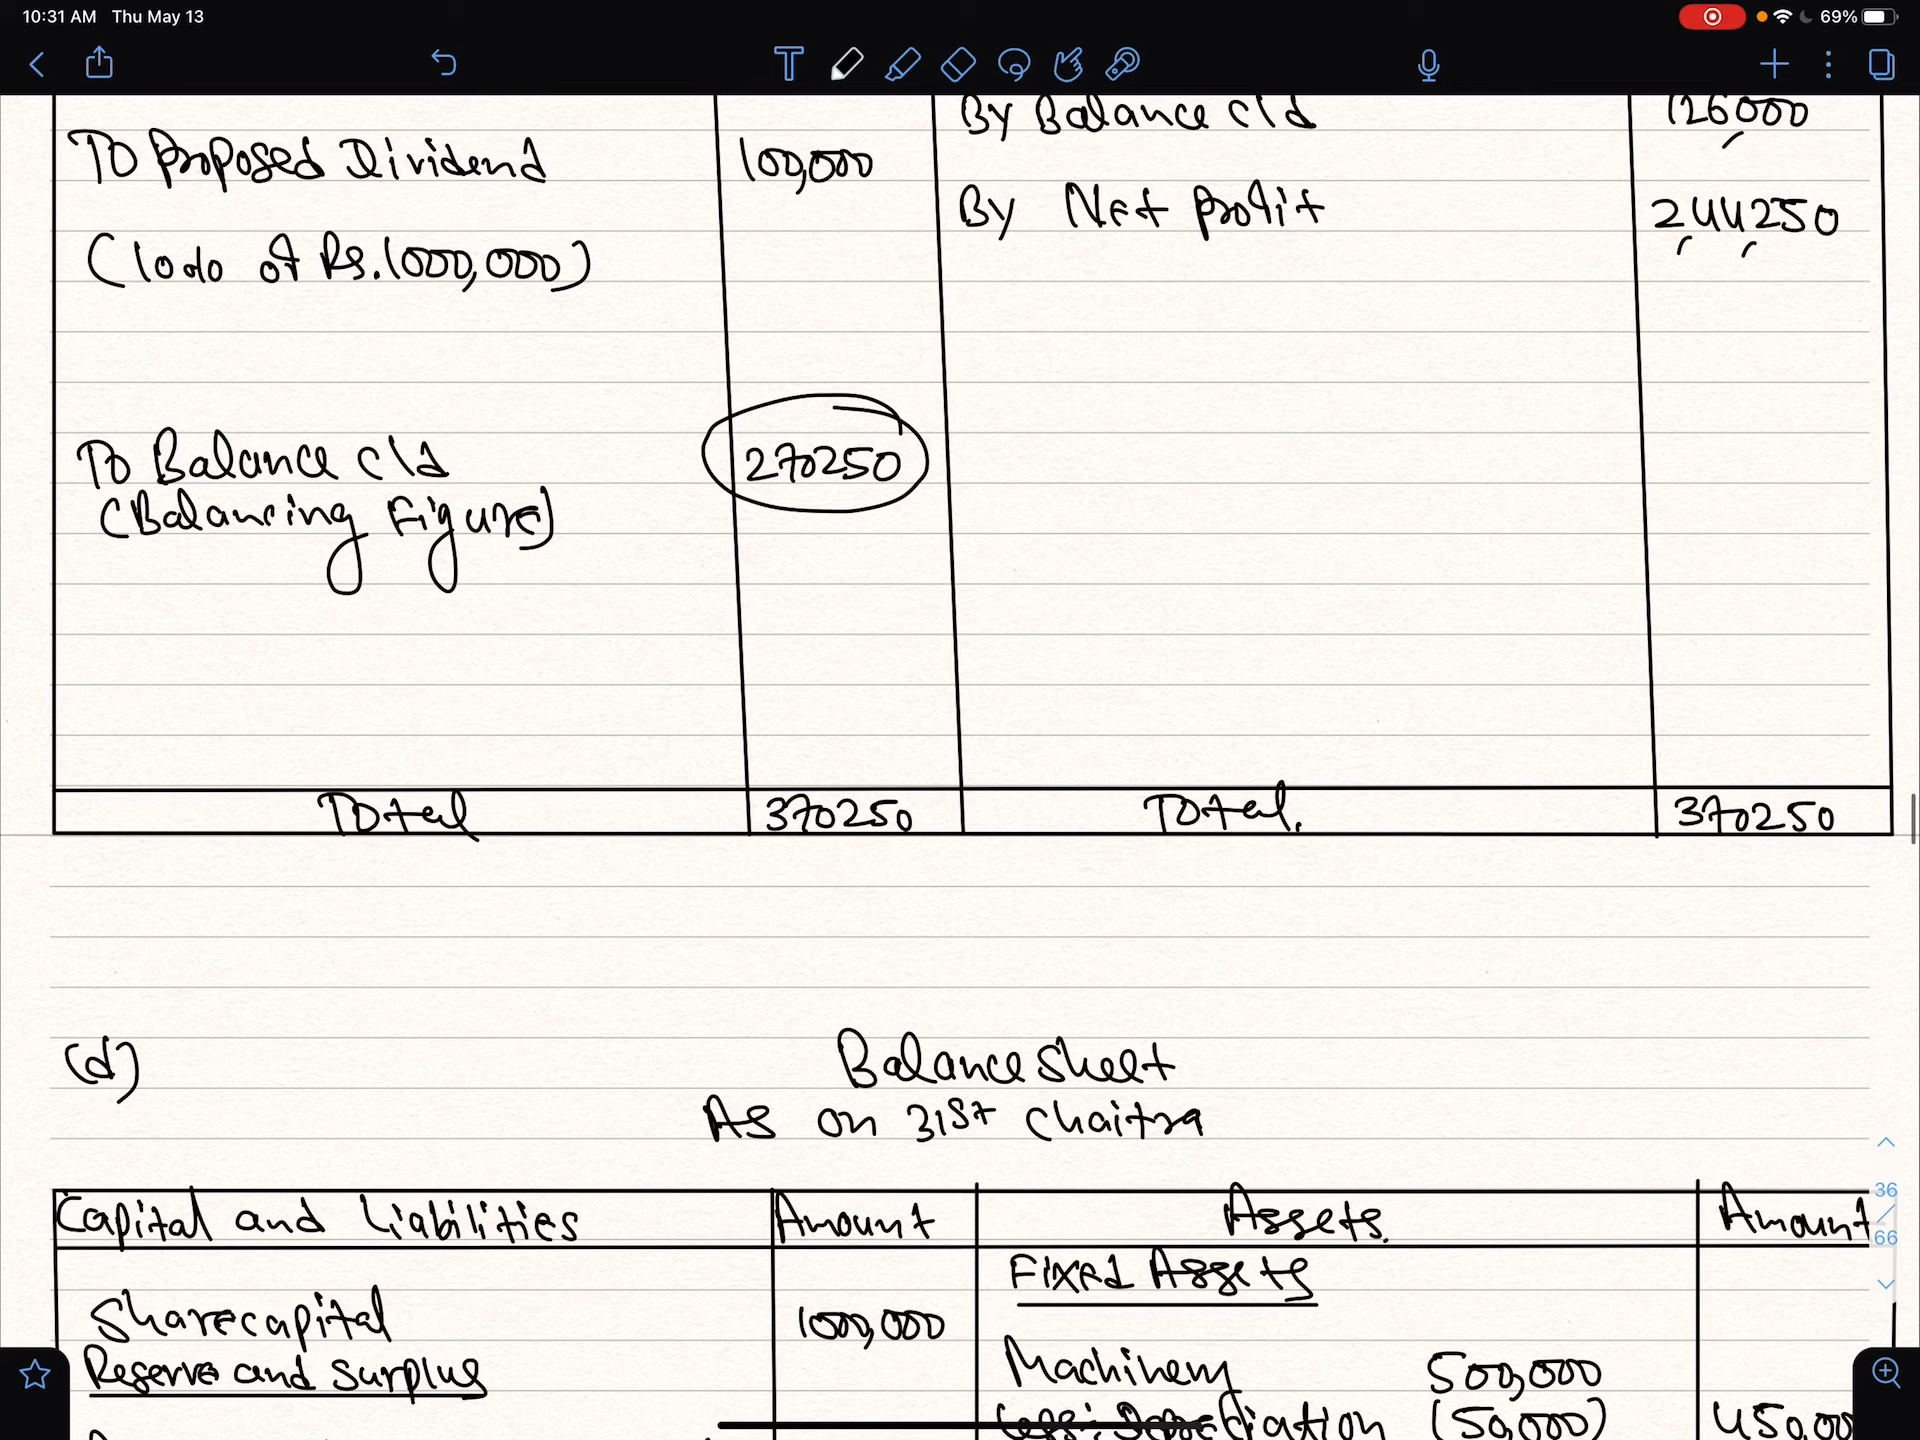 10:31 AM Thu May 13
69%
By Balance c/d 126000
To Proposed Dividend 100,000
By Net profit 244250
(10% of Rs.1000,000)
To Balance c/d 270250
(Balancing Figure)
Total 370250 Total. 370250
(d) Balance Sheet
As on 31st Chaitra
Capital and Liabilities Amount Assets. Amount
36
66
Fixed Assets
Sharecapital 1000,000
Reserve and Surplus
Machinery 500,000
Less: Depreciation (50,000) 450,00